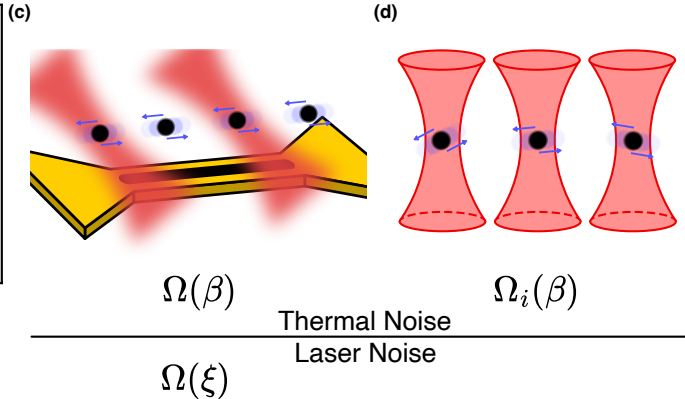 (c)
(d)
Ω(β)
Ωᵢ(β)
Thermal Noise
Laser Noise
Ω(ξ)